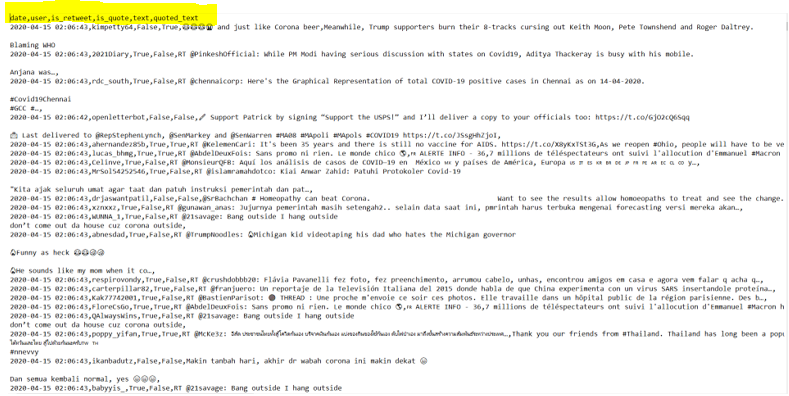 date,user,is_retweet,is_quote,text,quoted_text
2020-04-15 02:06:43,kimpetty64,False,True,😂😂😂😭 and just like Corona beer,Meanwhile, Trump supporters burn their 8-tracks cursing out Keith Moon, Pete Townshend and Roger Daltrey.
Blaming WHO
2020-04-15 02:06:43,2021Diary,True,False,RT @PinkeshOfficial: While PM Modi having serious discussion with states on Covid19, Aditya Thackeray is busy with his mobile.
Anjana was…,
2020-04-15 02:06:43,rdc_south,True,False,RT @chennaicorp: Here's the Graphical Representation of total COVID-19 positive cases in Chennai as on 14-04-2020.
#Covid19Chennai
#GCC #…,
2020-04-15 02:06:42,openletterbot,False,False,🖋 Support Patrick by signing “Support the USPS!” and I’ll deliver a copy to your officials too: https://t.co/GjO2cQ6Sqq
📩 Last delivered to @RepStephenLynch, @SenMarkey and @SenWarren #MA08 #MApoli #MApols #COVID19 https://t.co/JSsgHhZjoI,
2020-04-15 02:06:43,ahernandez85b,True,True,RT @KelemenCari: It's been 35 years and there is still no vaccine for AIDS. https://t.co/X8yKxTSt3G,As we reopen #Ohio, people will have to be ve
2020-04-15 02:06:43,lucas_bhmg,True,True,RT @AbdelDeuxFois: Sans promo ni rien. Le monde chico 🌎,FR ALERTE INFO - 36,7 millions de téléspectateurs ont suivi l'allocution d'Emmanuel #Macron
2020-04-15 02:06:43,Celinve,True,False,RT @MonsieurQFB: Aquí los análisis de casos de COVID-19 en México MX y países de América, Europa
2020-04-15 02:06:43,MrSol54252546,True,False,RT @islamramahdotco: Kiai Anwar Zahid: Patuhi Protokoler Covid-19
"Kita ajak seluruh umat agar taat dan patuh instruksi pemerintah dan pat…,
2020-04-15 02:06:43,drjaswantpatil,False,False,@SrBachchan # Homeopathy can beat Corona. Want to see the results allow homoeopaths to treat and see the change.
2020-04-15 02:06:43,xznxxz,True,False,RT @gunawan_anas: Jujurnya pemerintah masih setengah2.. selain data saat ini, pmrintah harus terbuka mengenai forecasting versi mereka akan…,
2020-04-15 02:06:43,WUNNA_1,True,False,RT @21savage: Bang outside I hang outside
don’t come out da house cuz corona outside,
2020-04-15 02:06:43,abnesdad,True,False,RT @TrumpNoodles: Michigan kid videotaping his dad who hates the Michigan governor
Funny as heck 😂😂
He sounds like my mom when it co…,
2020-04-15 02:06:43,respirovondy,True,False,RT @crushdobbb20: Flávia Pavanelli fez foto, fez preenchimento, arrumou cabelo, unhas, encontrou amigos em casa e agora vem falar q acha q…,
2020-04-15 02:06:43,carterpillar82,True,False,RT @franjuero: Un reportaje de la Televisión Italiana del 2015 donde habla de que China experimenta con un virus SARS insertandole proteina…,
2020-04-15 02:06:43,Kak77742001,True,False,RT @BastienParisot: THREAD : Une proche m'envoie ce soir ces photos. Elle travaille dans un hôpital public de la région parisienne. Des b…,
2020-04-15 02:06:43,FloreCsGo,True,True,RT @AbdelDeuxFois: Sans promo ni rien. Le monde chico 🌎,FR ALERTE INFO - 36,7 millions de téléspectateurs ont suivi l'allocution d'Emmanuel #Macron h
2020-04-15 02:06:43,QAlwaysWins,True,False,RT @21savage: Bang outside I hang outside
don’t come out da house cuz corona outside,
2020-04-15 02:06:43,poppy_yifan,True,True,RT @McKe3z: Thank you our friends from #Thailand. Thailand has long been a popu
#nnevvy
2020-04-15 02:06:43,ikanbadutz,False,False,Makin tanbah hari, akhir dr wabah corona ini makin dekat
Dan semua kembali normal, yes
2020-04-15 02:06:43,babyyis_,True,False,RT @21savage: Bang outside I hang outside